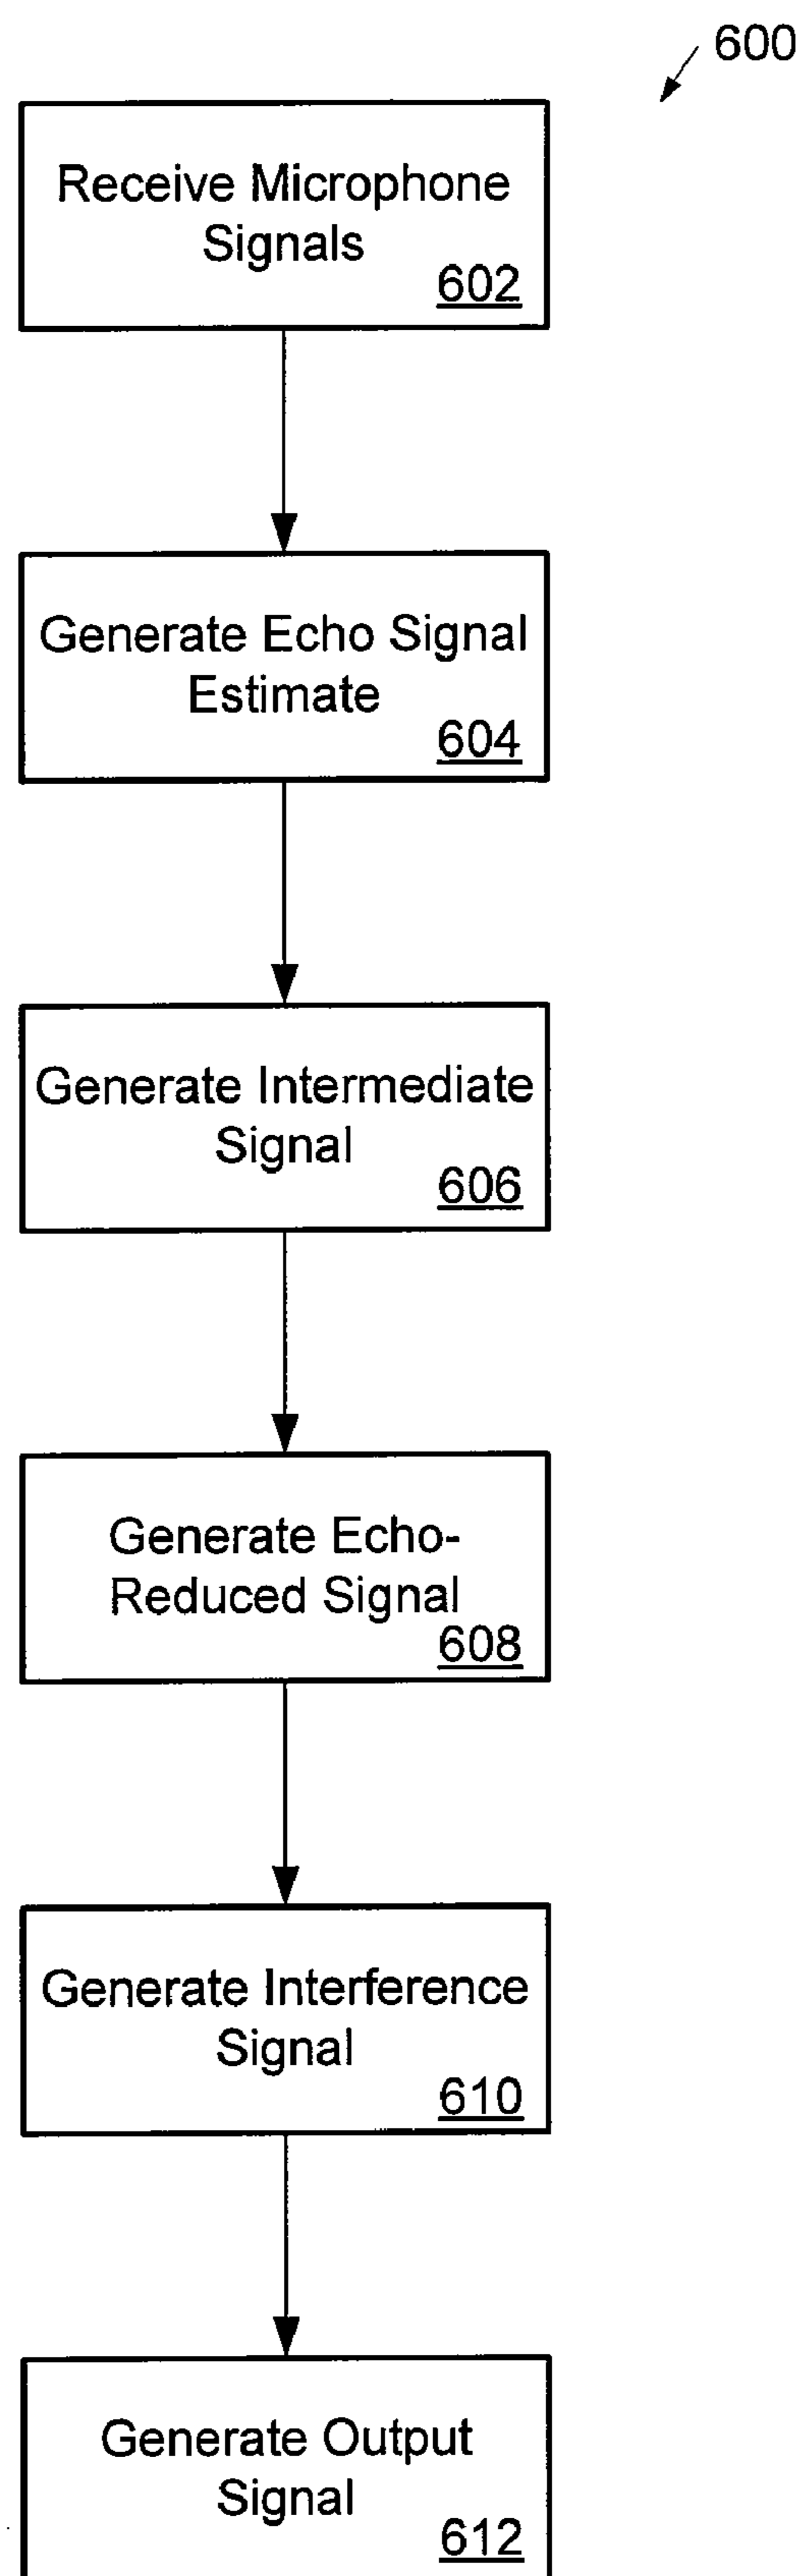 600
Receive Microphone
Signals
602
Generate Echo Signal
Estimate
604
Generate Intermediate
Signal
606
Generate Echo-
Reduced Signal
608
Generate Interference
Signal
610
Generate Output
Signal
612